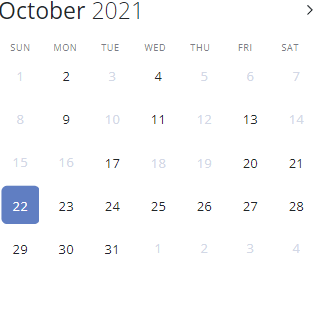 October 2021
SUN MON TUE WED THU FRI SAT
1 2 3 4 5 6 7
8 9 10 11 12 13 14
15 16 17 18 19 20 21
22 23 24 25 26 27 28
29 30 31 1 2 3 4